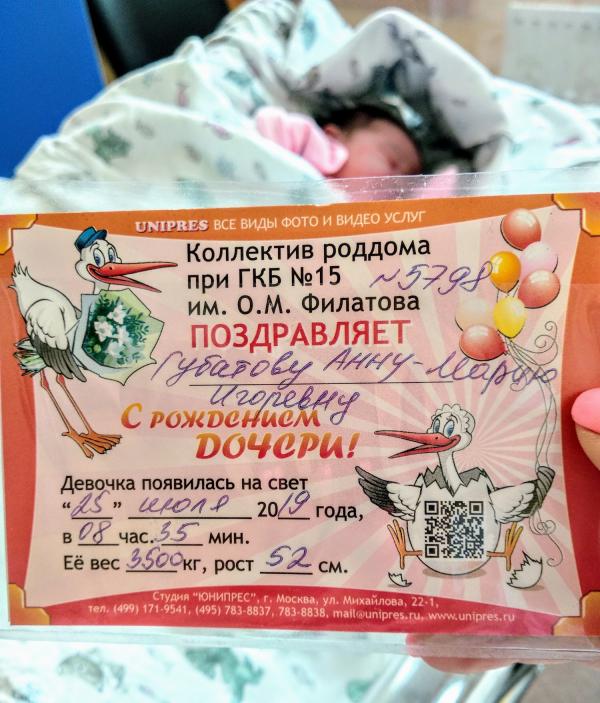 UNIPRES ВСЕ ВИДЫ ФОТО И ВИДЕО УСЛУГ
Коллектив роддома
при ГКБ №15 №5798
им. О.М. Филатова
ПОЗДРАВЛЯЕТ
Губатову Анну-Марию
Игоревну
С РОЖДЕНИЕМ
ДОЧЕРИ!
Девочка появилась на свет
"25" июля 2019 года,
в 08 час. 35 мин.
Её вес 3500 кг, рост 52 см.
Студия "ЮНИПРЕС", г. Москва, ул. Михайлова, 22-1,
тел. (499) 171-9541, (495) 783-8837, 783-8838, mail@unipres.ru, www.unipres.ru